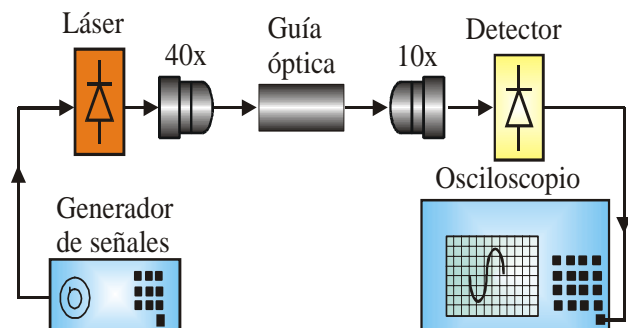 Láser
40x
Guía
óptica
10x
Detector
Generador
de señales
Osciloscopio